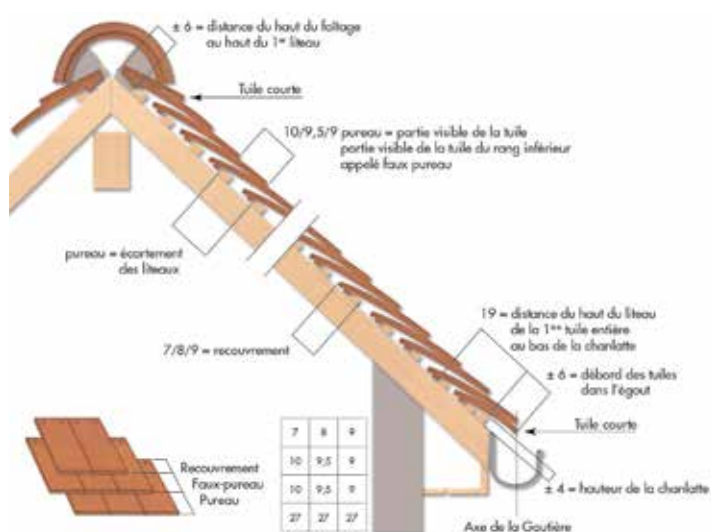 ± 6 = distance du haut du faîtage
au haut du 1er liteau
Tuile courte
10/9,5/9 pureau = partie visible de la tuile
partie visible de la tuile du rang inférieur
appelé faux pureau
pureau = écartement
des liteaux
19 = distance du haut du liteau
de la 1ère tuile entière
au bas de la chanlatte
7/8/9 = recouvrement
± 6 = débord des tuiles
dans l'égout
Tuile courte
7 8 9
10 9,5 9
10 9,5 9
27 27 27
Recouvrement
Faux-pureau
Pureau
± 4 = hauteur de la chanlatte
Axe de la Goutière